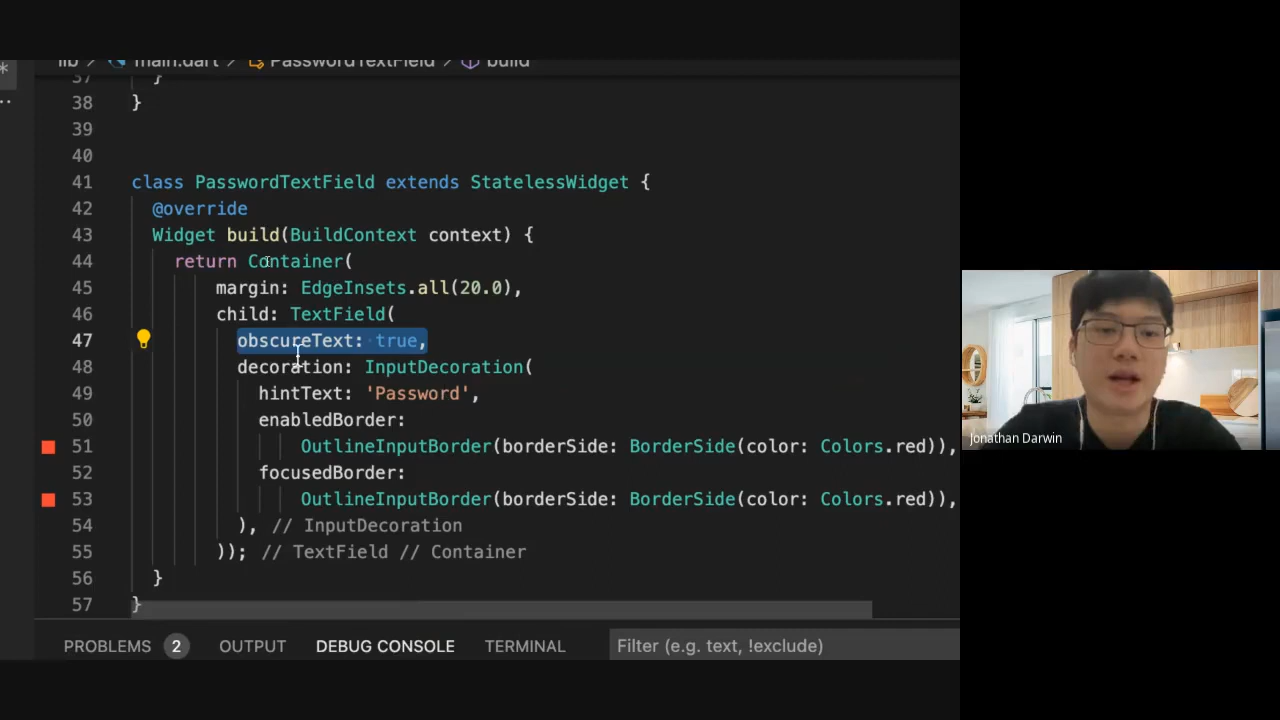 lib > main.dart > PasswordTextField > build
37 }
38 }
39
40
41 class PasswordTextField extends StatelessWidget {
42 @override
43 Widget build(BuildContext context) {
44 return Container(
45 margin: EdgeInsets.all(20.0),
46 child: TextField(
47 obscureText: true,
48 decoration: InputDecoration(
49 hintText: 'Password',
50 enabledBorder:
51 OutlineInputBorder(borderSide: BorderSide(color: Colors.red)),
52 focusedBorder:
53 OutlineInputBorder(borderSide: BorderSide(color: Colors.red)),
54 ), // InputDecoration
55 )); // TextField // Container
56 }
57 }
PROBLEMS 2 OUTPUT DEBUG CONSOLE TERMINAL Filter (e.g. text, !exclude)
Jonathan Darwin